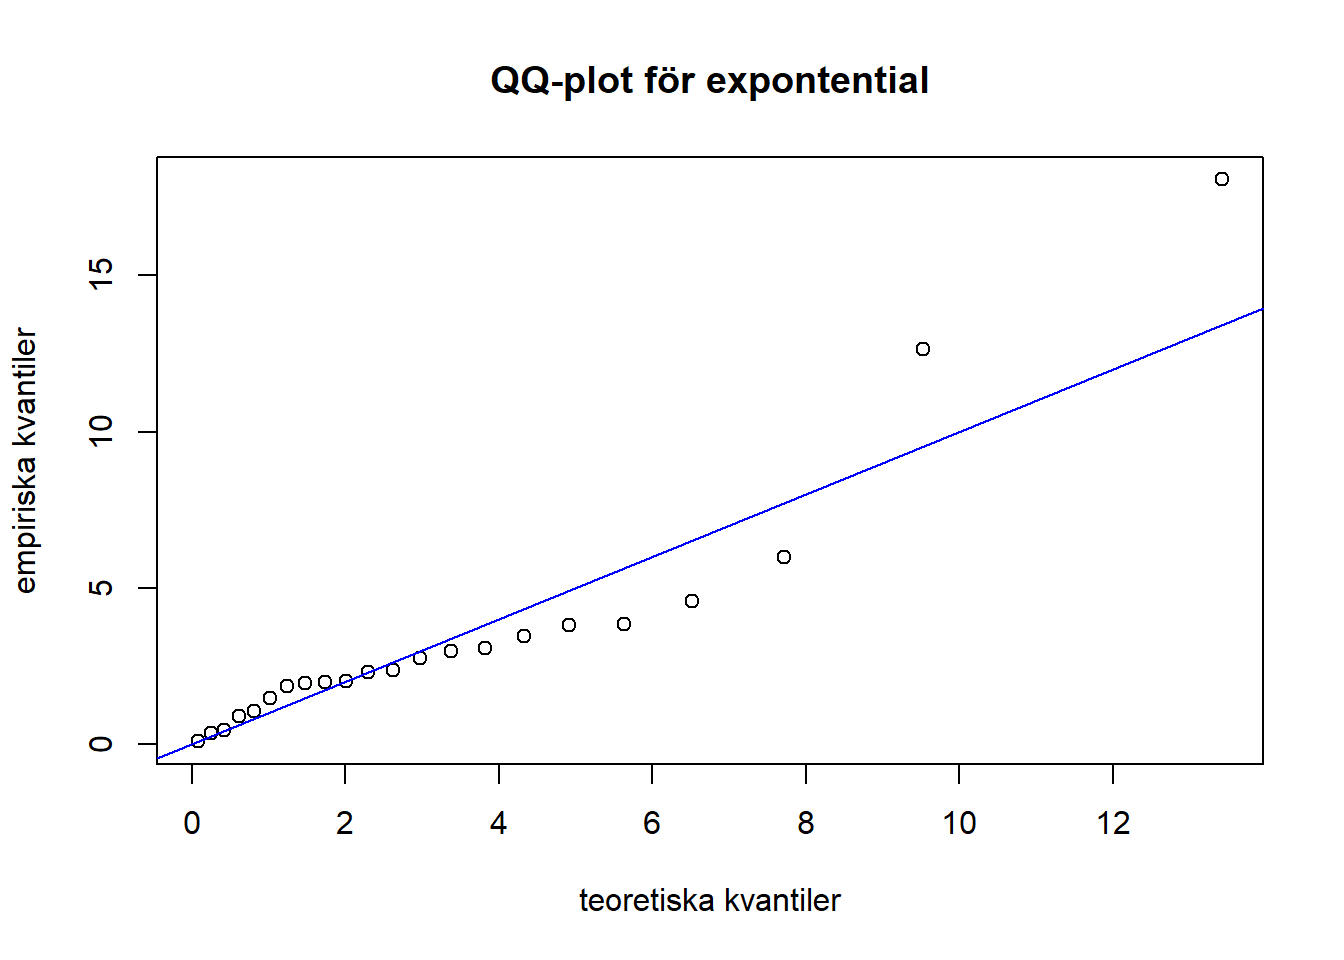 QQ-plot för expontential
empiriska kvantiler
15
10
5
0
0 2 4 6 8 10 12
teoretiska kvantiler